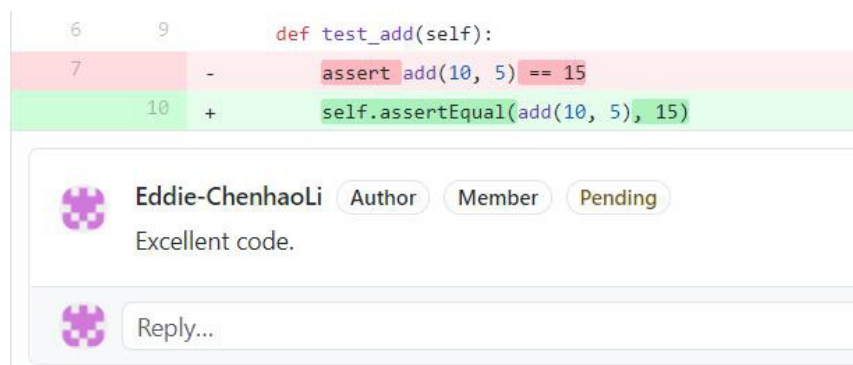 6 9 def test_add(self):
7 - assert add(10, 5) == 15
10 + self.assertEqual(add(10, 5), 15)
Eddie-ChenhaoLi Author Member Pending
Excellent code.
Reply...